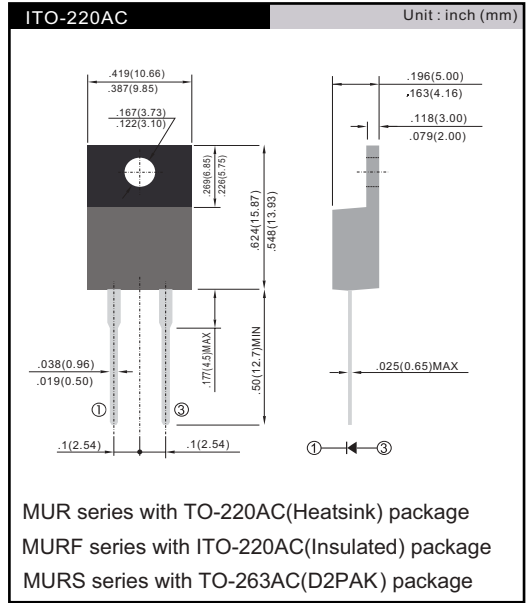 ITO-220AC
Unit : inch (mm)
.419(10.66)
.387(9.85)
.196(5.00)
.163(4.16)
.167(3.73)
.122(3.10)
.118(3.00)
.079(2.00)
.269(6.85)
.226(5.75)
.624(15.87)
.548(13.93)
.177(4.5)MAX
.50(12.7)MIN
.038(0.96)
.019(0.50)
.025(0.65)MAX
① ③
.1(2.54) .1(2.54)
① ③
MUR series with TO-220AC(Heatsink) package
MURF series with ITO-220AC(Insulated) package
MURS series with TO-263AC(D2PAK) package